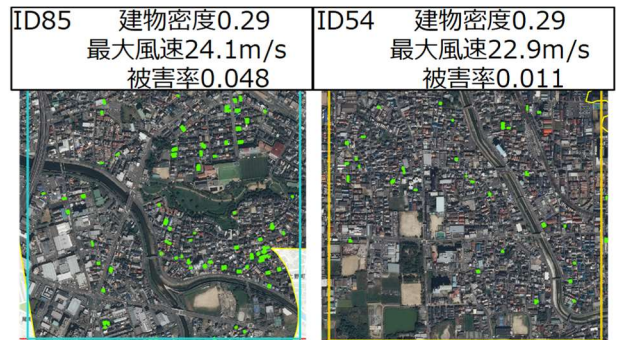 ID85 建物密度0.29
最大風速24.1m/s
被害率0.048
ID54 建物密度0.29
最大風速22.9m/s
被害率0.011